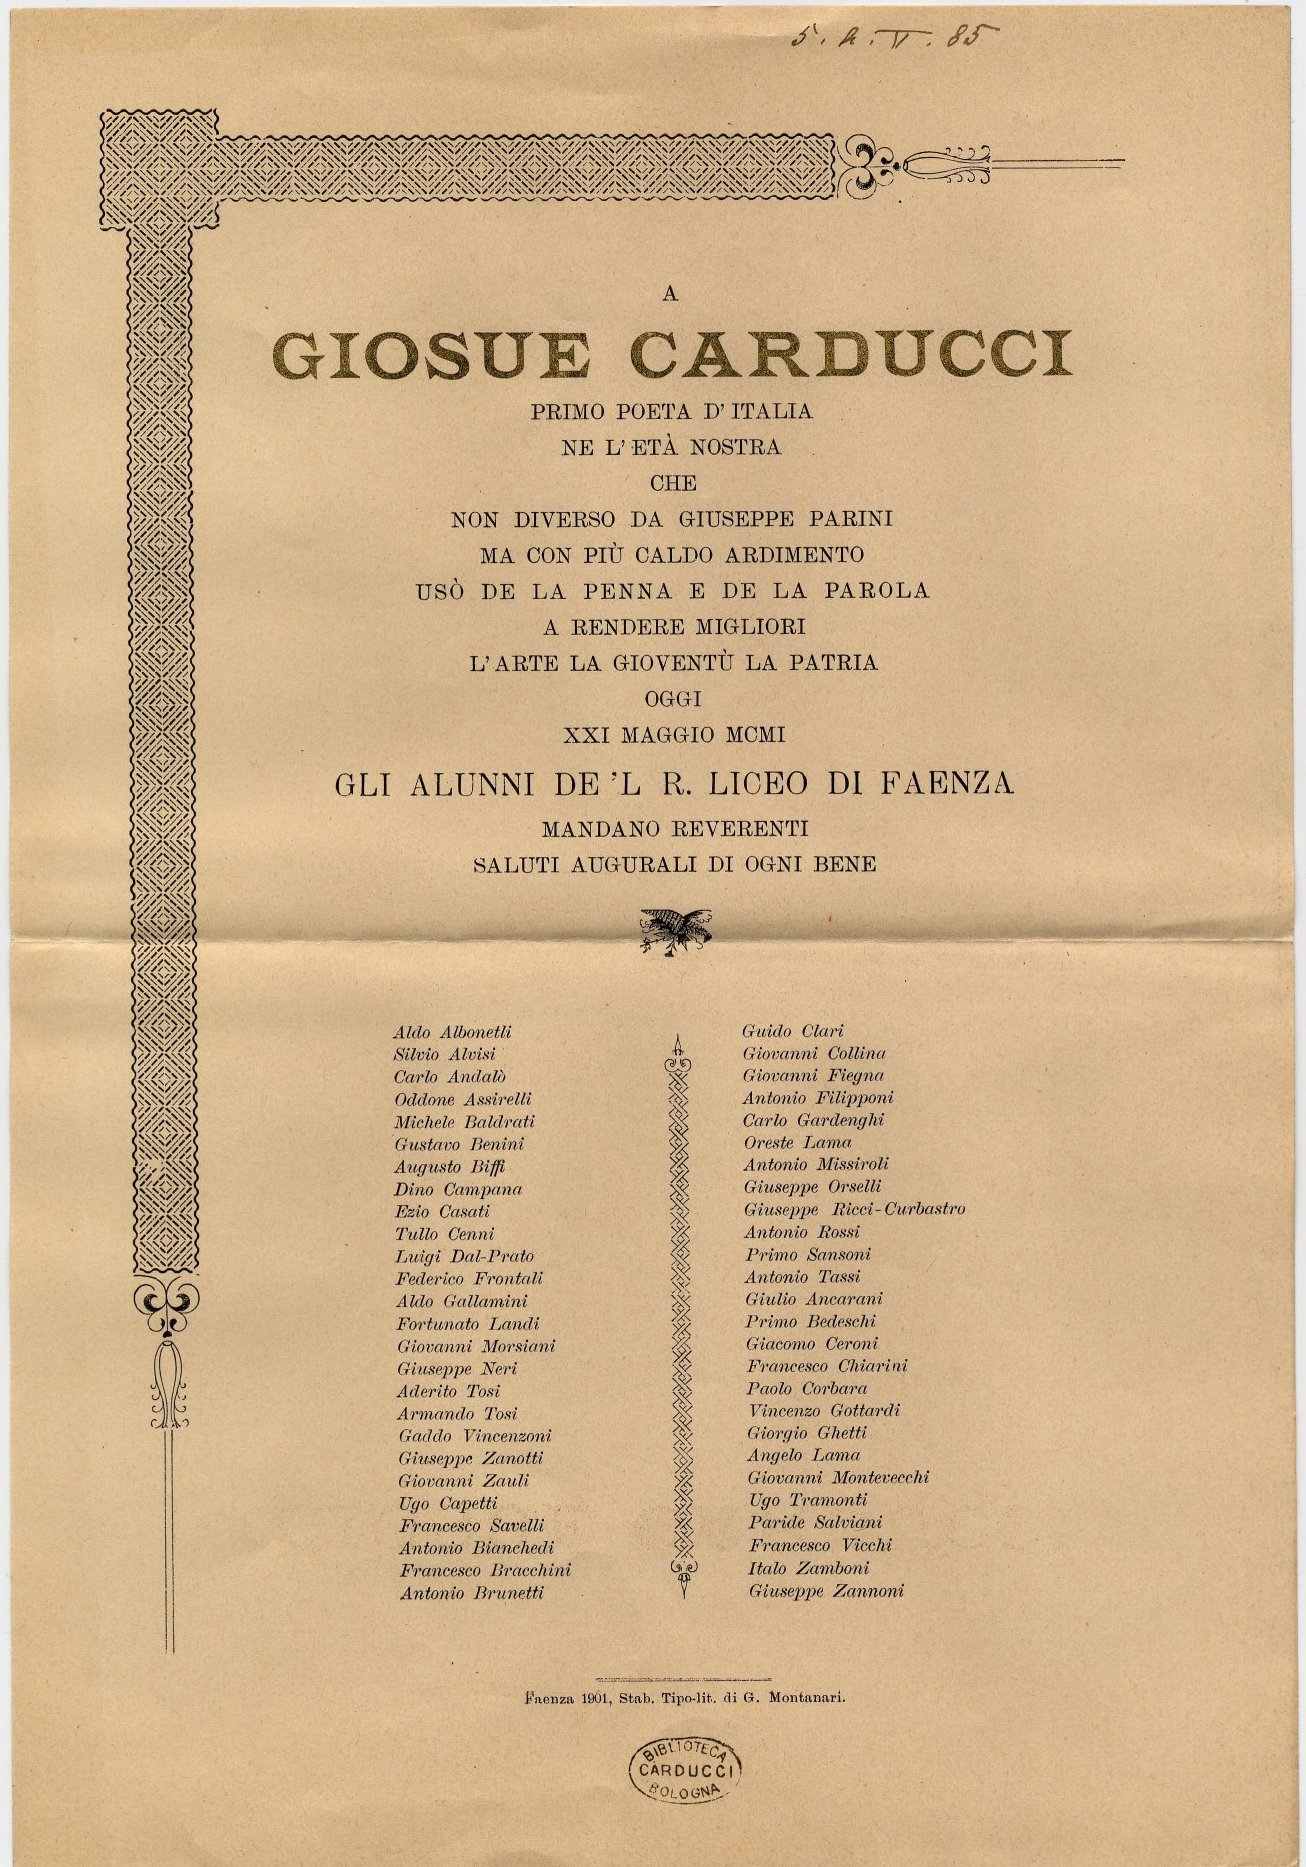 5. a. V. 85
A
GIOSUE CARDUCCI
PRIMO POETA D' ITALIA
NE L' ETÀ NOSTRA
CHE
NON DIVERSO DA GIUSEPPE PARINI
MA CON PIÙ CALDO ARDIMENTO
USÒ DE LA PENNA E DE LA PAROLA
A RENDERE MIGLIORI
L' ARTE LA GIOVENTÙ LA PATRIA
OGGI
XXI MAGGIO MCMI
GLI ALUNNI DE 'L R. LICEO DI FAENZA
MANDANO REVERENTI
SALUTI AUGURALI DI OGNI BENE
Aldo Albonetli
Silvio Alvisi
Carlo Andalò
Oddone Assirelli
Michele Baldrati
Gustavo Benini
Augusto Biffi
Dino Campana
Ezio Casati
Tullo Cenni
Luigi Dal-Prato
Federico Frontali
Aldo Gallamini
Fortunato Landi
Giovanni Morsiani
Giuseppe Neri
Aderito Tosi
Armando Tosi
Gaddo Vincenzoni
Giuseppe Zanotti
Giovanni Zauli
Ugo Capetti
Francesco Savelli
Antonio Bianchedi
Francesco Bracchini
Antonio Brunetti
Guido Clari
Giovanni Collina
Giovanni Fiegna
Antonio Filipponi
Carlo Gardenghi
Oreste Lama
Antonio Missiroli
Giuseppe Orselli
Giuseppe Ricci-Curbastro
Antonio Rossi
Primo Sansoni
Antonio Tassi
Giulio Ancarani
Primo Bedeschi
Giacomo Ceroni
Francesco Chiarini
Paolo Corbara
Vincenzo Gottardi
Giorgio Ghetti
Angelo Lama
Giovanni Montevecchi
Ugo Tramonti
Paride Salviani
Francesco Vicchi
Italo Zamboni
Giuseppe Zannoni
Faenza 1901, Stab. Tipo-lit. di G. Montanari.
BIBLIOTECA
CARDUCCI
BOLOGNA